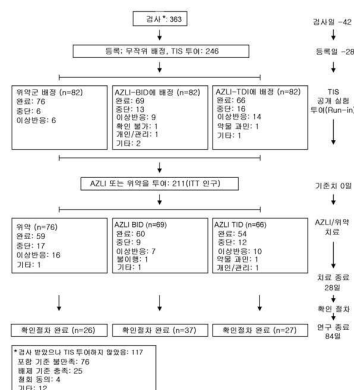 검사*: 363
검사일 -42
등록; 무작위 배정, TIS 투여: 246
등록일 -28
위약군 배정 (n=82)
완료: 76
중단: 6
이상반응: 6
AZLI-BID에 배정 (n=82)
완료: 69
중단: 13
이상반응: 9
확인 불가: 1
개인/관리: 1
기타: 2
AZLI-TDI에 배정 (n=82)
완료: 66
중단: 16
이상반응: 14
약물 과민: 1
기타: 1
TIS
공개 실험
투여(Run-in)
AZLI 또는 위약을 투여: 211(ITT 인구)
기준치 0일
위약 (n=76)
완료: 59
중단: 17
이상반응: 16
기타: 1
AZLI BID (n=69)
완료: 60
중단: 9
이상반응: 7
불이행: 1
기타: 1
AZLI TID (n=66)
완료: 54
중단: 12
이상반응: 10
약물 과민: 1
개인/관리: 1
AZLI/위약
치료
치료 종료
28일
확인 절차
확인절차 완료 (n=26)
확인절차 완료 (n=37)
확인절차 완료 (n=27)
연구 종료
84일
*검사 받았으나 TIS 투여하지 않았음: 117
포함 기준 불만족: 76
배제 기준 충족: 25
철회 동의: 4
기타: 12